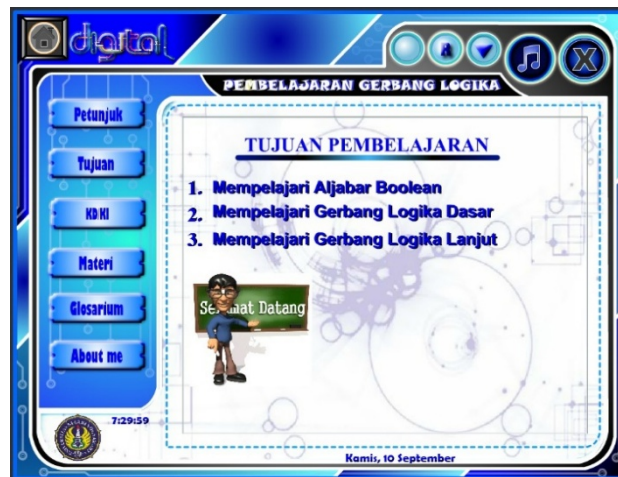 digital
A
X
PEMBELAJARAN GERBANG LOGIKA
Petunjuk
Tujuan
KD KI
Materi
Glosarium
About me
TUJUAN PEMBELAJARAN
1. Mempelajari Aljabar Boolean
2. Mempelajari Gerbang Logika Dasar
3. Mempelajari Gerbang Logika Lanjut
Datang
7:29:59
Kamis, 10 September